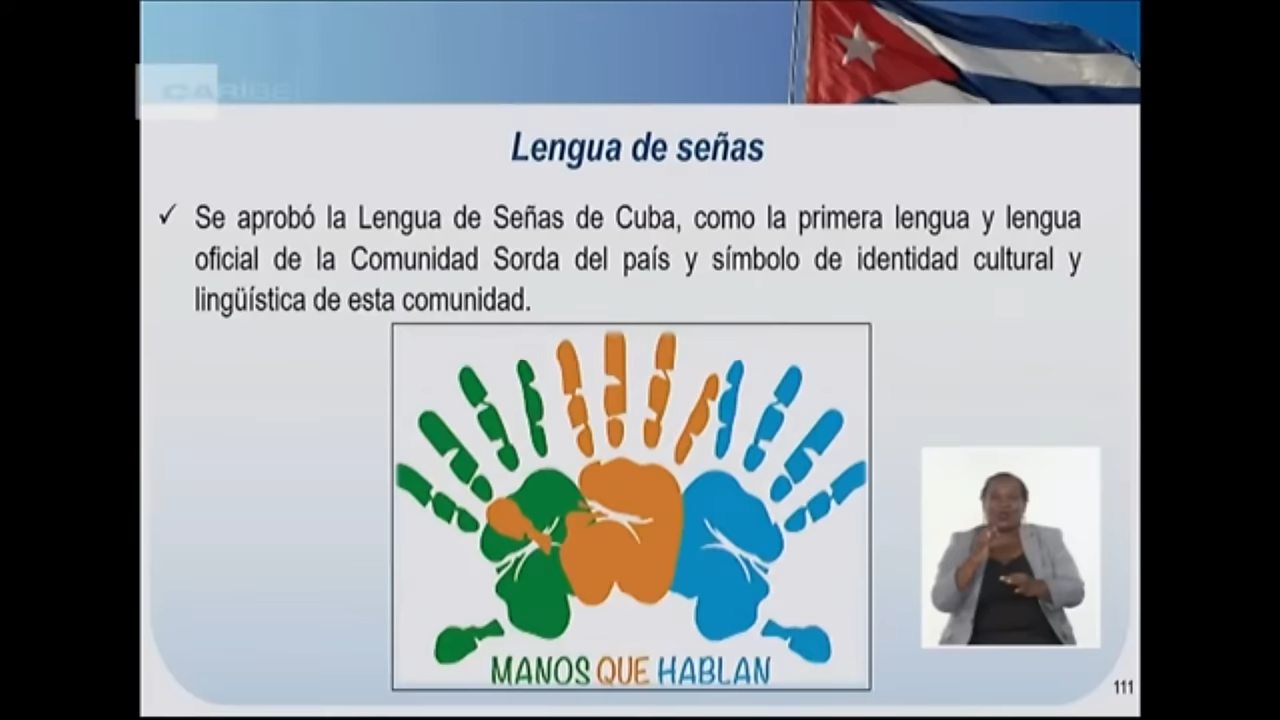 CARIBE
Lengua de señas
✓ Se aprobó la Lengua de Señas de Cuba, como la primera lengua y lengua
oficial de la Comunidad Sorda del país y símbolo de identidad cultural y
lingüística de esta comunidad.
MANOS QUE HABLAN
111